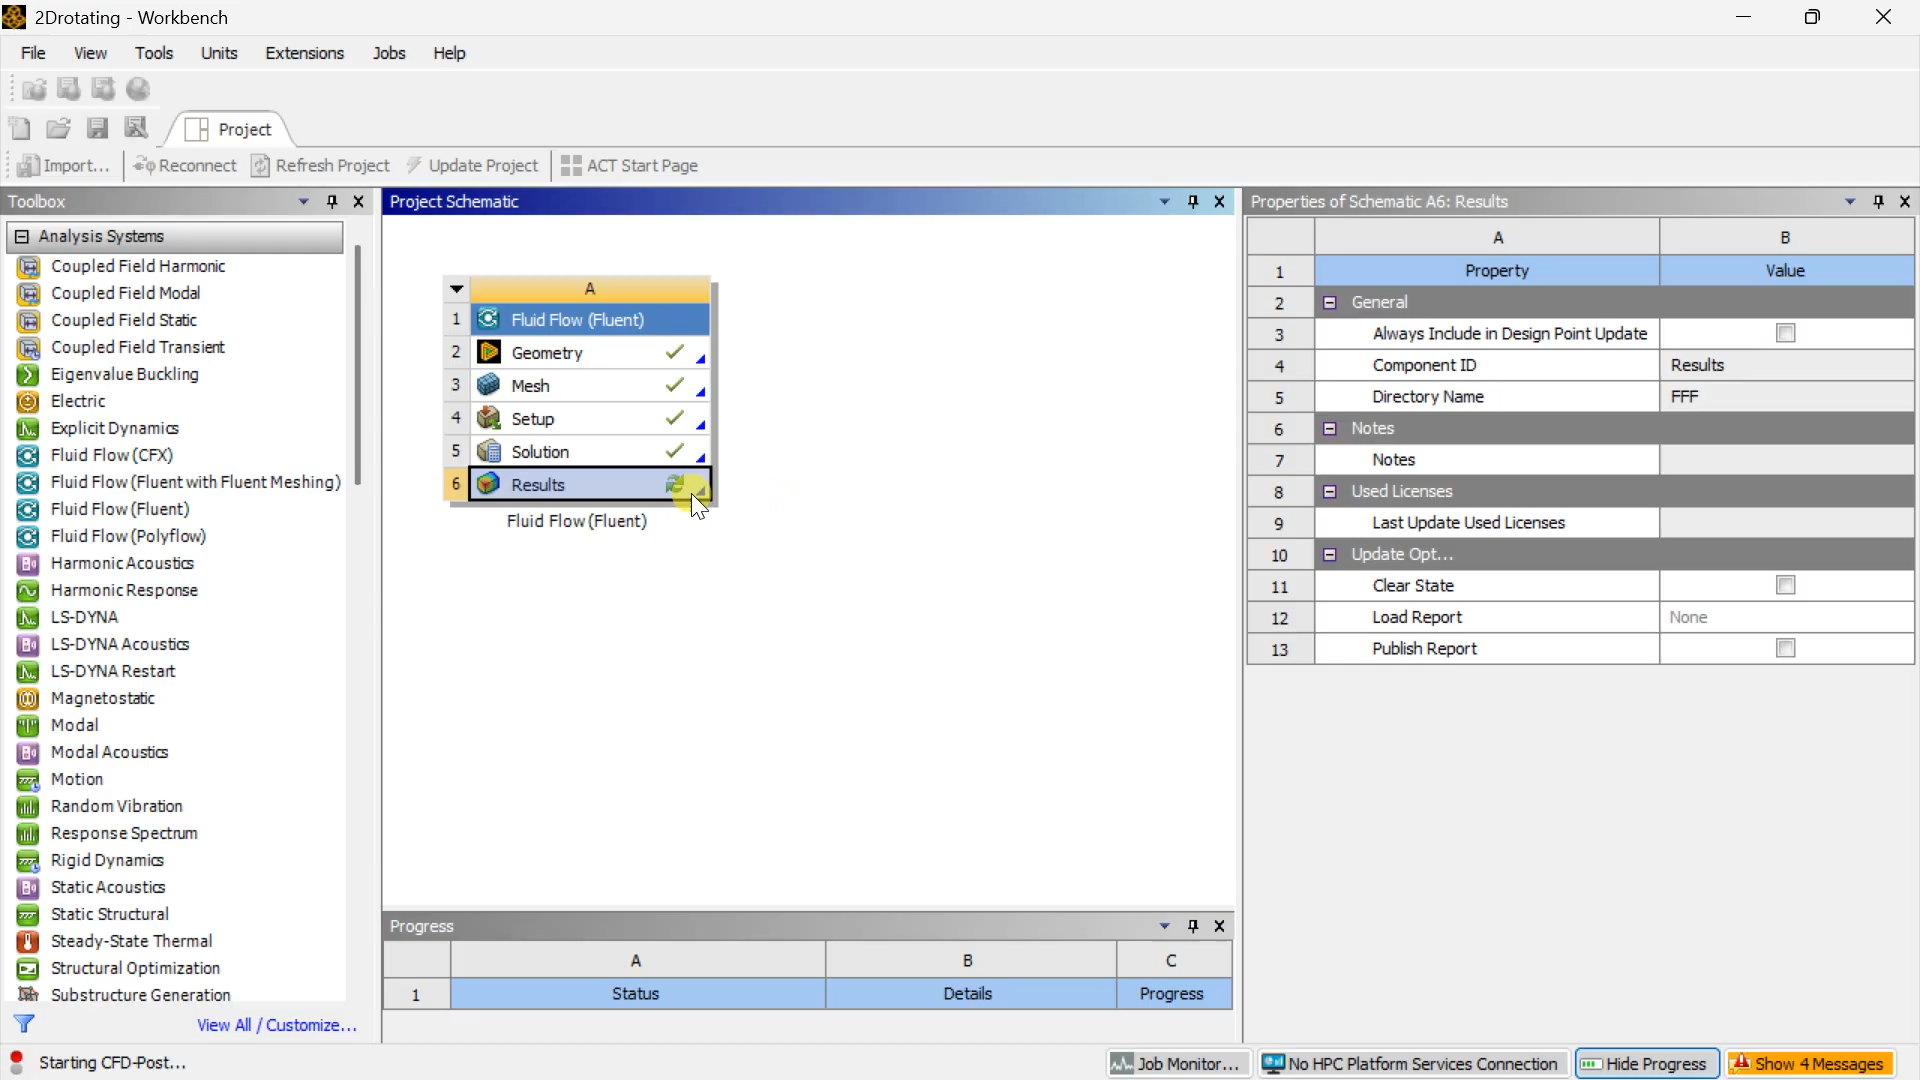 2Drotating - Workbench
File View Tools Units Extensions Jobs Help
Project
Import... Reconnect Refresh Project Update Project ACT Start Page
Toolbox
Analysis Systems
Coupled Field Harmonic
Coupled Field Modal
Coupled Field Static
Coupled Field Transient
Eigenvalue Buckling
Electric
Explicit Dynamics
Fluid Flow (CFX)
Fluid Flow (Fluent with Fluent Meshing)
Fluid Flow (Fluent)
Fluid Flow (Polyflow)
Harmonic Acoustics
Harmonic Response
LS-DYNA
LS-DYNA Acoustics
LS-DYNA Restart
Magnetostatic
Modal
Modal Acoustics
Motion
Random Vibration
Response Spectrum
Rigid Dynamics
Static Acoustics
Static Structural
Steady-State Thermal
Structural Optimization
Substructure Generation
View All / Customize...
Project Schematic
A
1 Fluid Flow (Fluent)
2 Geometry
3 Mesh
4 Setup
5 Solution
6 Results
Fluid Flow (Fluent)
Progress
A B C
1 Status Details Progress
Properties of Schematic A6: Results
A B
1 Property Value
2 General
3 Always Include in Design Point Update
4 Component ID Results
5 Directory Name FFF
6 Notes
7 Notes
8 Used Licenses
9 Last Update Used Licenses
10 Update Opt...
11 Clear State
12 Load Report None
13 Publish Report
Starting CFD-Post...
Job Monitor... No HPC Platform Services Connection Hide Progress Show 4 Messages